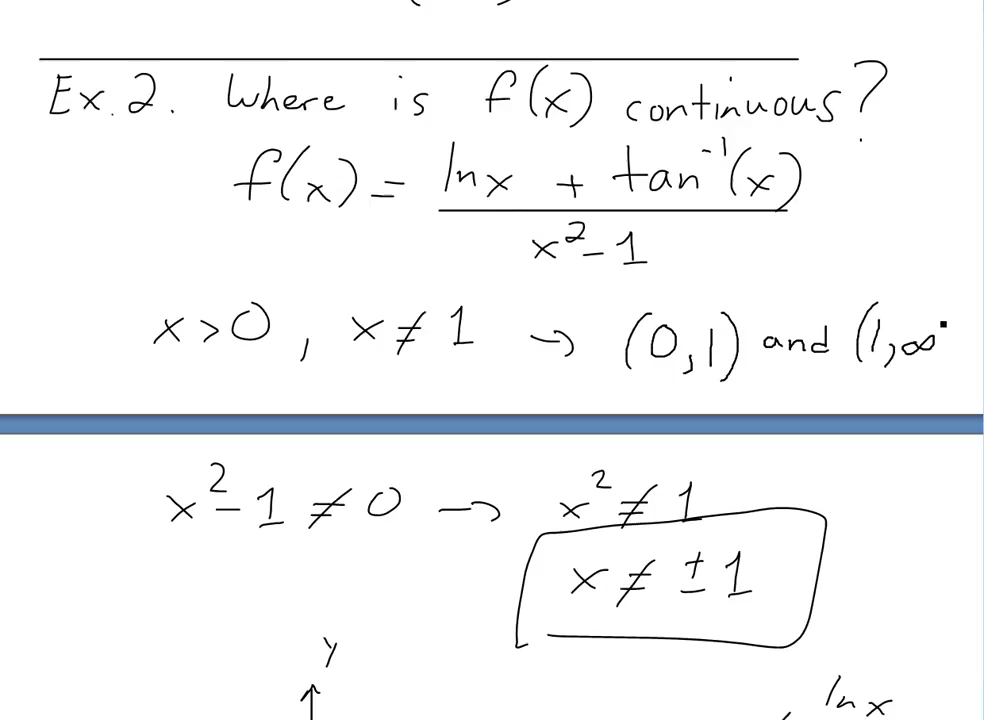 Ex. 2. Where is f(x) continuous?
f(x) = ln x + tan⁻¹(x)
x² - 1
x > 0 , x ≠ 1 → (0,1) and (1,∞
x² - 1 ≠ 0 → x² ≠ 1
x ≠ ± 1
y
ln x